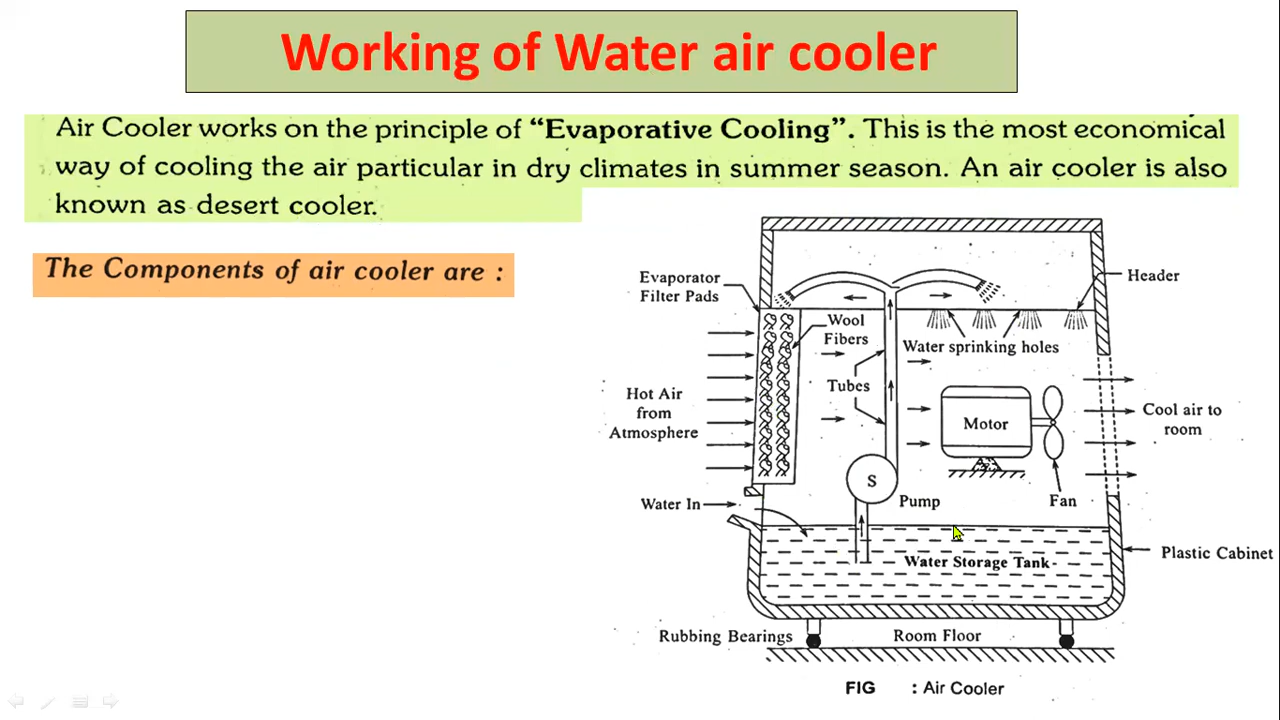 Working of Water air cooler
Air Cooler works on the principle of “Evaporative Cooling”. This is the most economical
way of cooling the air particular in dry climates in summer season. An air cooler is also
known as desert cooler.
The Components of air cooler are :
Evaporator
Filter Pads
Header
Wool
Fibers
Water sprinking holes
Tubes
Hot Air
from
Atmosphere
Motor
Cool air to
room
S
Pump
Fan
Water In
Water Storage Tank
Plastic Cabinet
Rubbing Bearings
Room Floor
FIG : Air Cooler